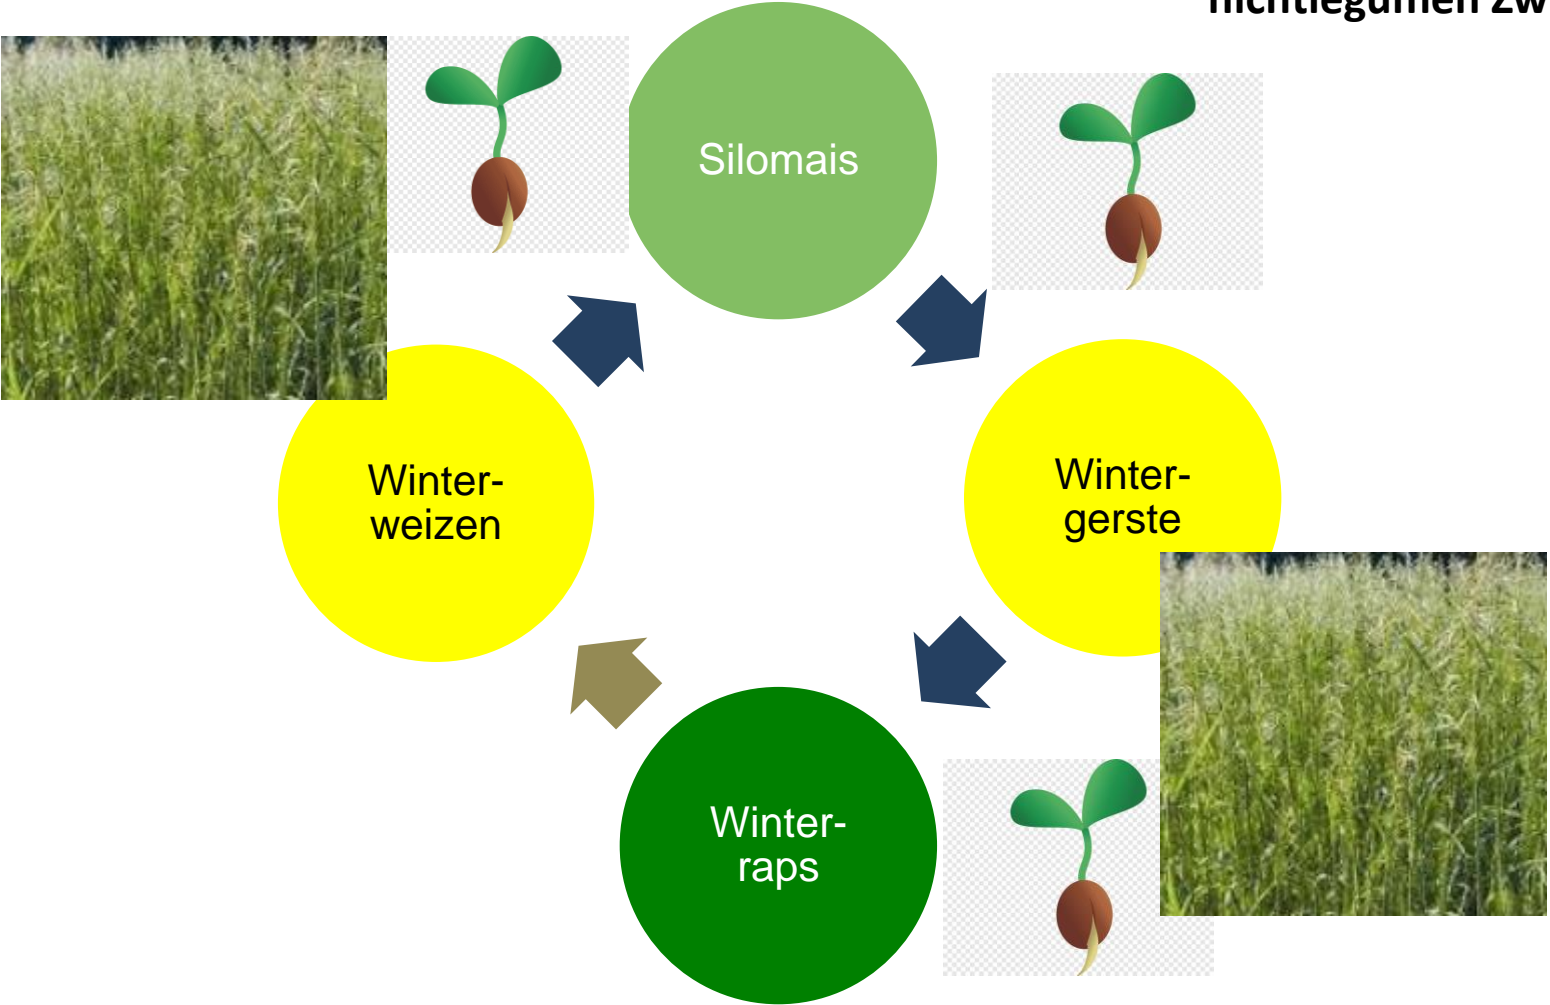 Silomais
Winter-
weizen
Winter-
gerste
Winter-
raps